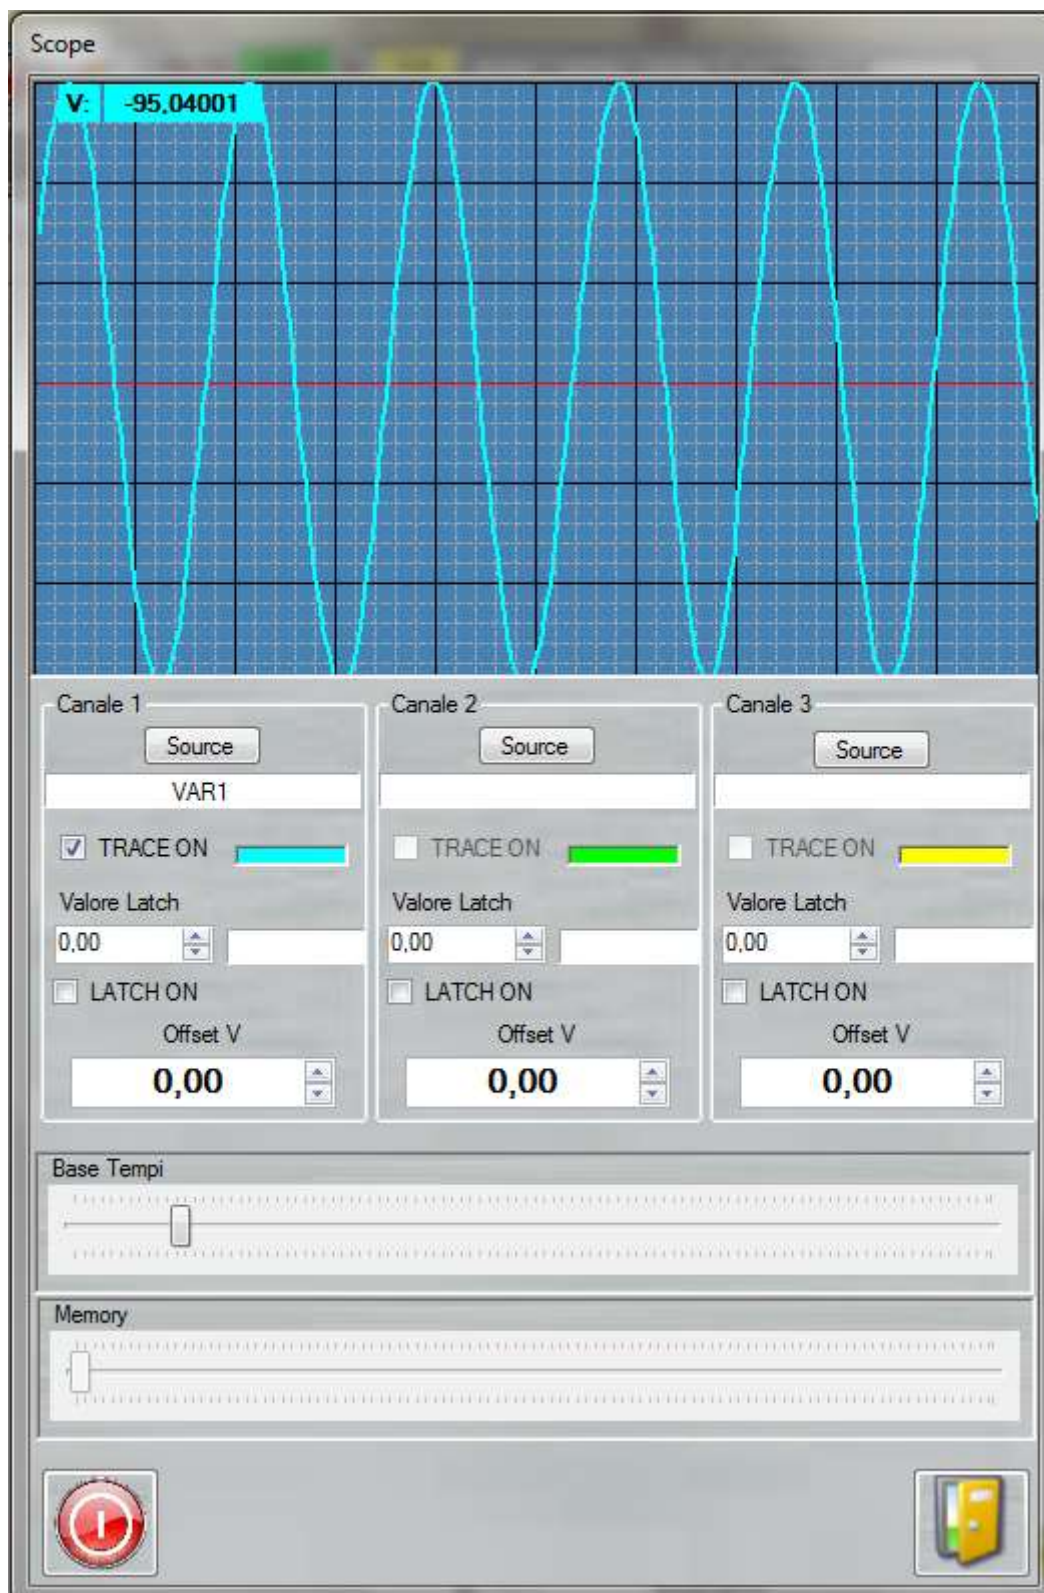 Scope
V: -95,04001
Canale 1 Canale 2 Canale 3
Source Source Source
VAR1
TRACE ON TRACE ON TRACE ON
Valore Latch Valore Latch Valore Latch
0,00 0,00 0,00
LATCH ON LATCH ON LATCH ON
Offset V Offset V Offset V
0,00 0,00 0,00
Base Tempi
Memory